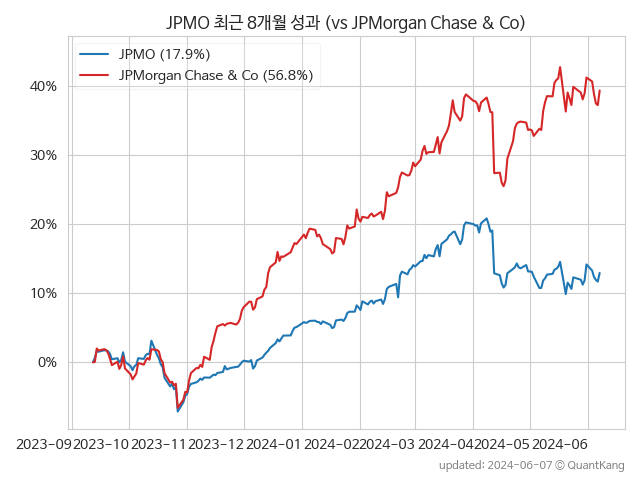 JPMO 최근 8개월 성과 (vs JPMorgan Chase & Co)
JPMO (17.9%)
JPMorgan Chase & Co (56.8%)
40%
30%
20%
10%
0%
2023-09 2023-10 2023-11 2023-12 2024-01 2024-02 2024-03 2024-04 2024-05 2024-06
updated: 2024-06-07 © QuantKang